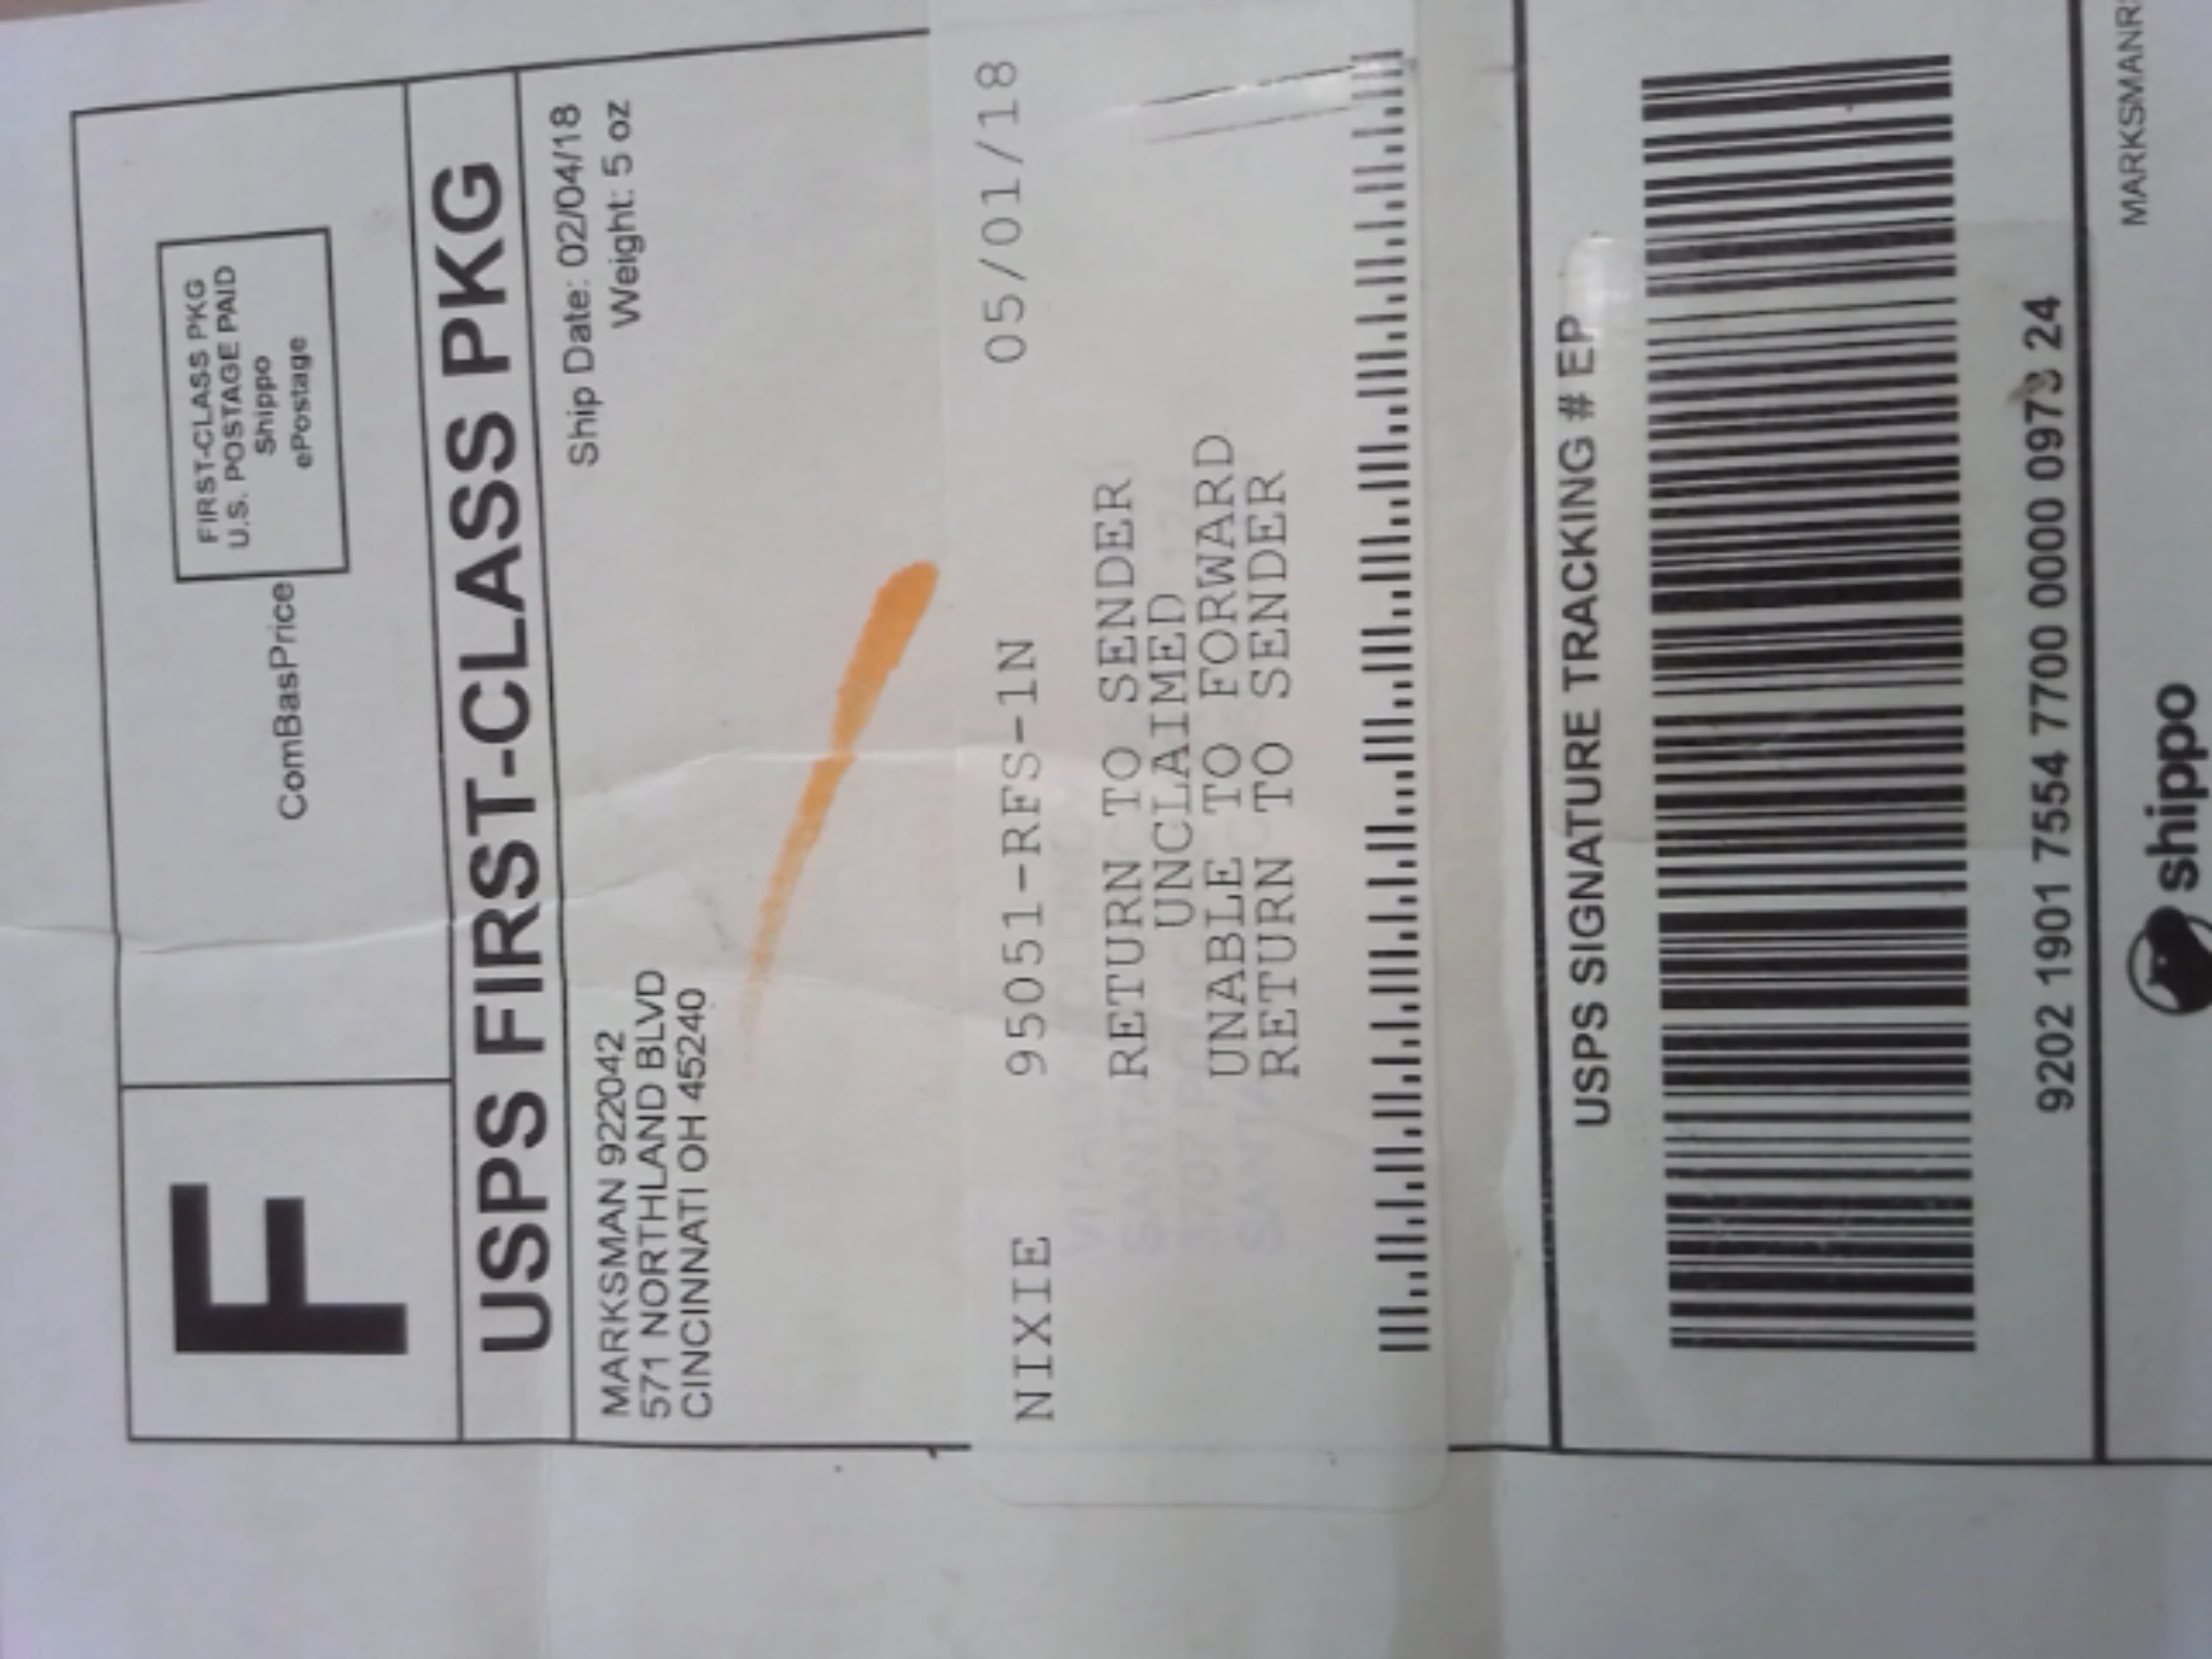 F
FIRST-CLASS PKG
U.S. POSTAGE PAID
Shippo
ePostage
ComBasPrice
USPS FIRST-CLASS PKG
MARKSMAN 922042
571 NORTHLAND BLVD
CINCINNATI OH 45240
Ship Date: 02/04/18
Weight: 5 oz
NIXIE 95051-RFS-1N 05/01/18
RETURN TO SENDER
UNCLAIMED
UNABLE TO FORWARD
RETURN TO SENDER
USPS SIGNATURE TRACKING # EP
9202 1901 7554 7700 0000 0973 24
shippo